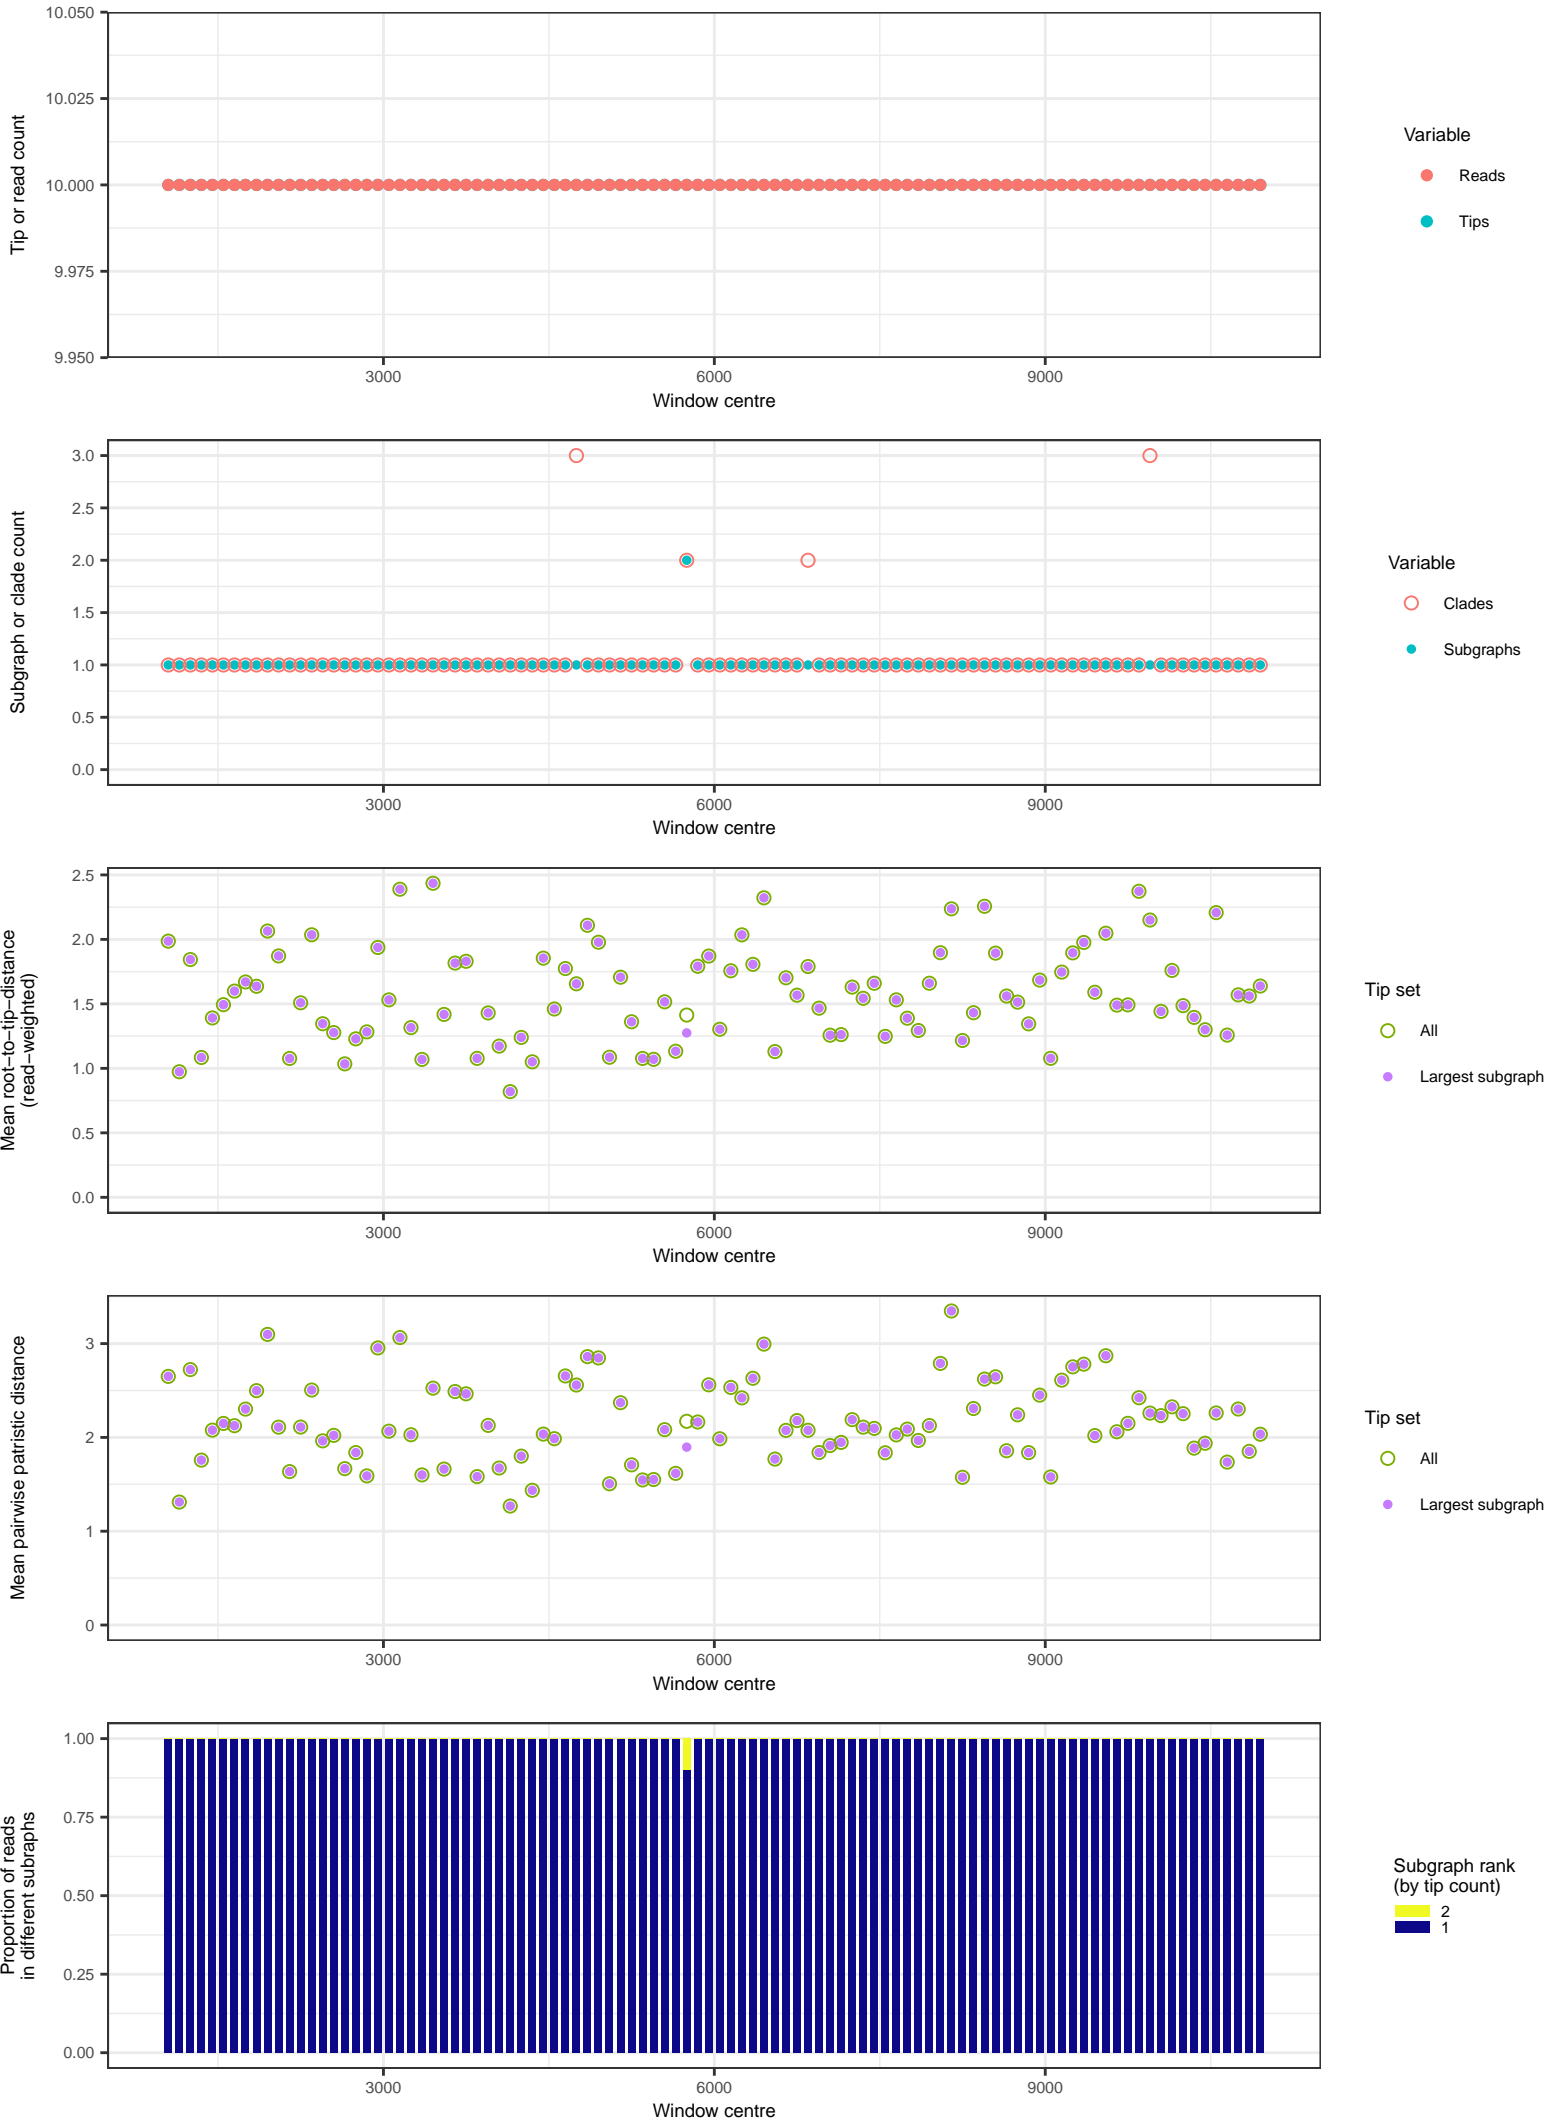 10.050
10.025
10.000
9.975
9.950
Tip or read count
3000
6000
9000
Window centre
Variable
Reads
Tips
3.0
2.5
2.0
1.5
1.0
0.5
0.0
Subgraph or clade count
3000
6000
9000
Window centre
Variable
Clades
Subgraphs
2.5
2.0
1.5
1.0
0.5
0.0
Mean root−to−tip−distance
(read−weighted)
3000
6000
9000
Window centre
Tip set
All
Largest subgraph
3
2
1
0
Mean pairwise patristic distance
3000
6000
9000
Window centre
Tip set
All
Largest subgraph
1.00
0.75
0.50
0.25
0.00
Proportion of reads
in different subraphs
3000
6000
9000
Window centre
Subgraph rank
(by tip count)
2
1